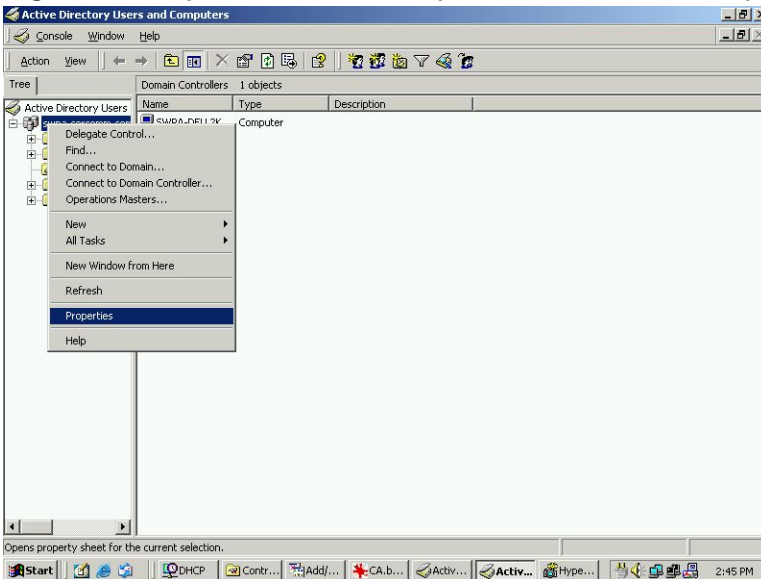 Active Directory Users and Computers
Console Window Help
Action View
Tree
Domain Controllers 1 objects
Active Directory Users
Name Type Description
SWPA-DELL2K Computer
Delegate Control...
Find...
Connect to Domain...
Connect to Domain Controller...
Operations Masters...
New
All Tasks
New Window from Here
Refresh
Properties
Help
Opens property sheet for the current selection.
Start DHCP Contr... Add/... CA.b... Activ... Activ... Hype... 2:45 PM